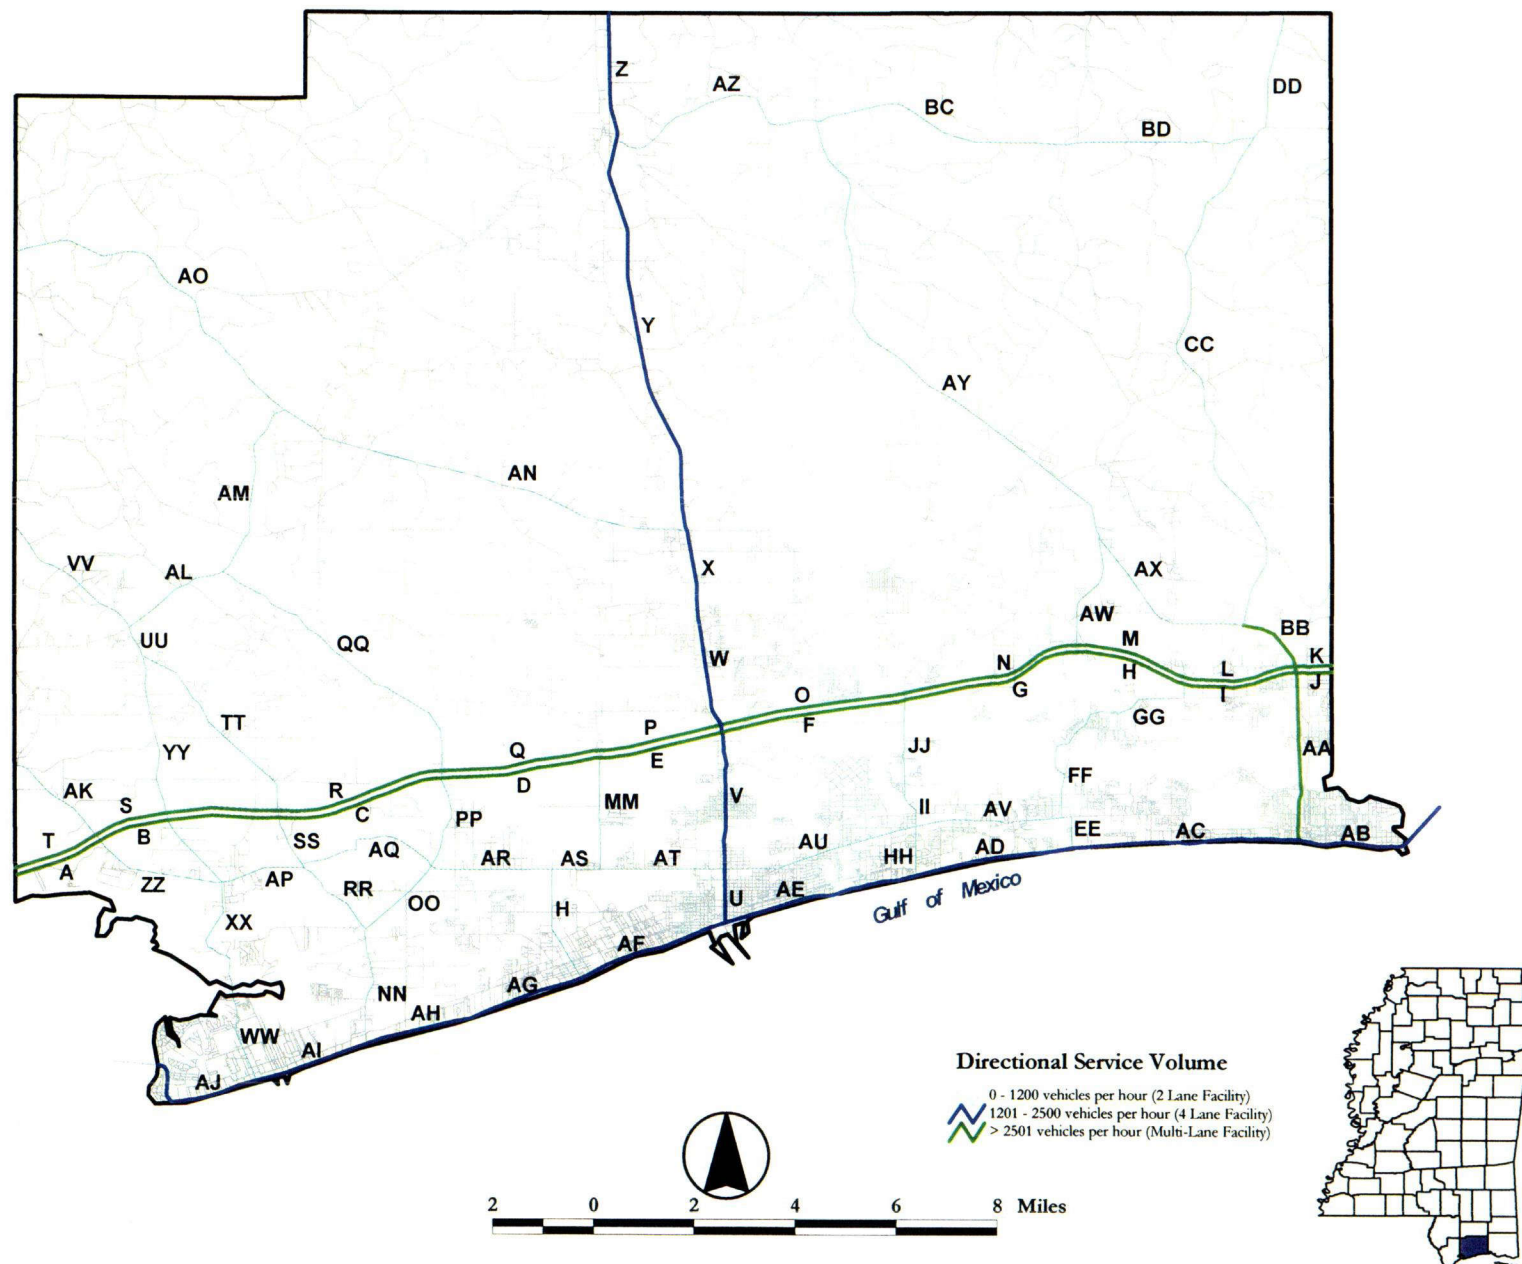 Z
AZ
BC
DD
BD
AO
Y
CC
AY
AN
AM
VV
AL
X
AX
AW
BB
UU
QQ
W
M
K
N
L
H
J
G
I
O
TT
GG
P
F
YY
Q
E
JJ
AA
D
FF
AK
R
V
S
C
MM
II
AV
T
B
PP
EE
AC
AB
SS
AQ
AU
AD
A
AR
AS
AT
HH
ZZ
AP
RR
AE
Gulf of Mexico
OO
H
U
XX
AF
AG
NN
AH
WW
AI
AJ
Directional Service Volume
0 - 1200 vehicles per hour (2 Lane Facility)
1201 - 2500 vehicles per hour (4 Lane Facility)
> 2501 vehicles per hour (Multi-Lane Facility)
2 0 2 4 6 8 Miles